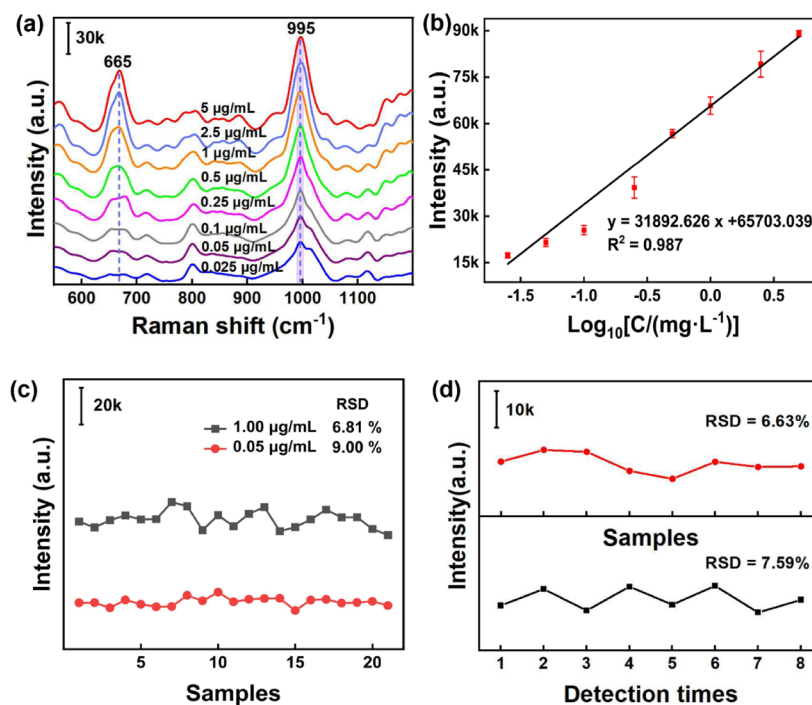 (a)
30k
665
995
5 µg/mL
2.5 µg/mL
1 µg/mL
0.5 µg/mL
0.25 µg/mL
0.1 µg/mL
0.05 µg/mL
0.025 µg/mL
Intensity (a.u.)
600 700 800 900 1000 1100
Raman shift (cm⁻¹)
(b)
90k
75k
60k
45k
30k
15k
Intensity (a.u.)
y = 31892.626 x +65703.039
R² = 0.987
-1.5 -1.0 -0.5 0.0 0.5
Log₁₀[C/(mg·L⁻¹)]
(c)
20k
RSD
1.00 µg/mL 6.81 %
0.05 µg/mL 9.00 %
Intensity (a.u.)
5 10 15 20
Samples
(d)
10k
RSD = 6.63%
Samples
RSD = 7.59%
Intensity(a.u.)
1 2 3 4 5 6 7 8
Detection times